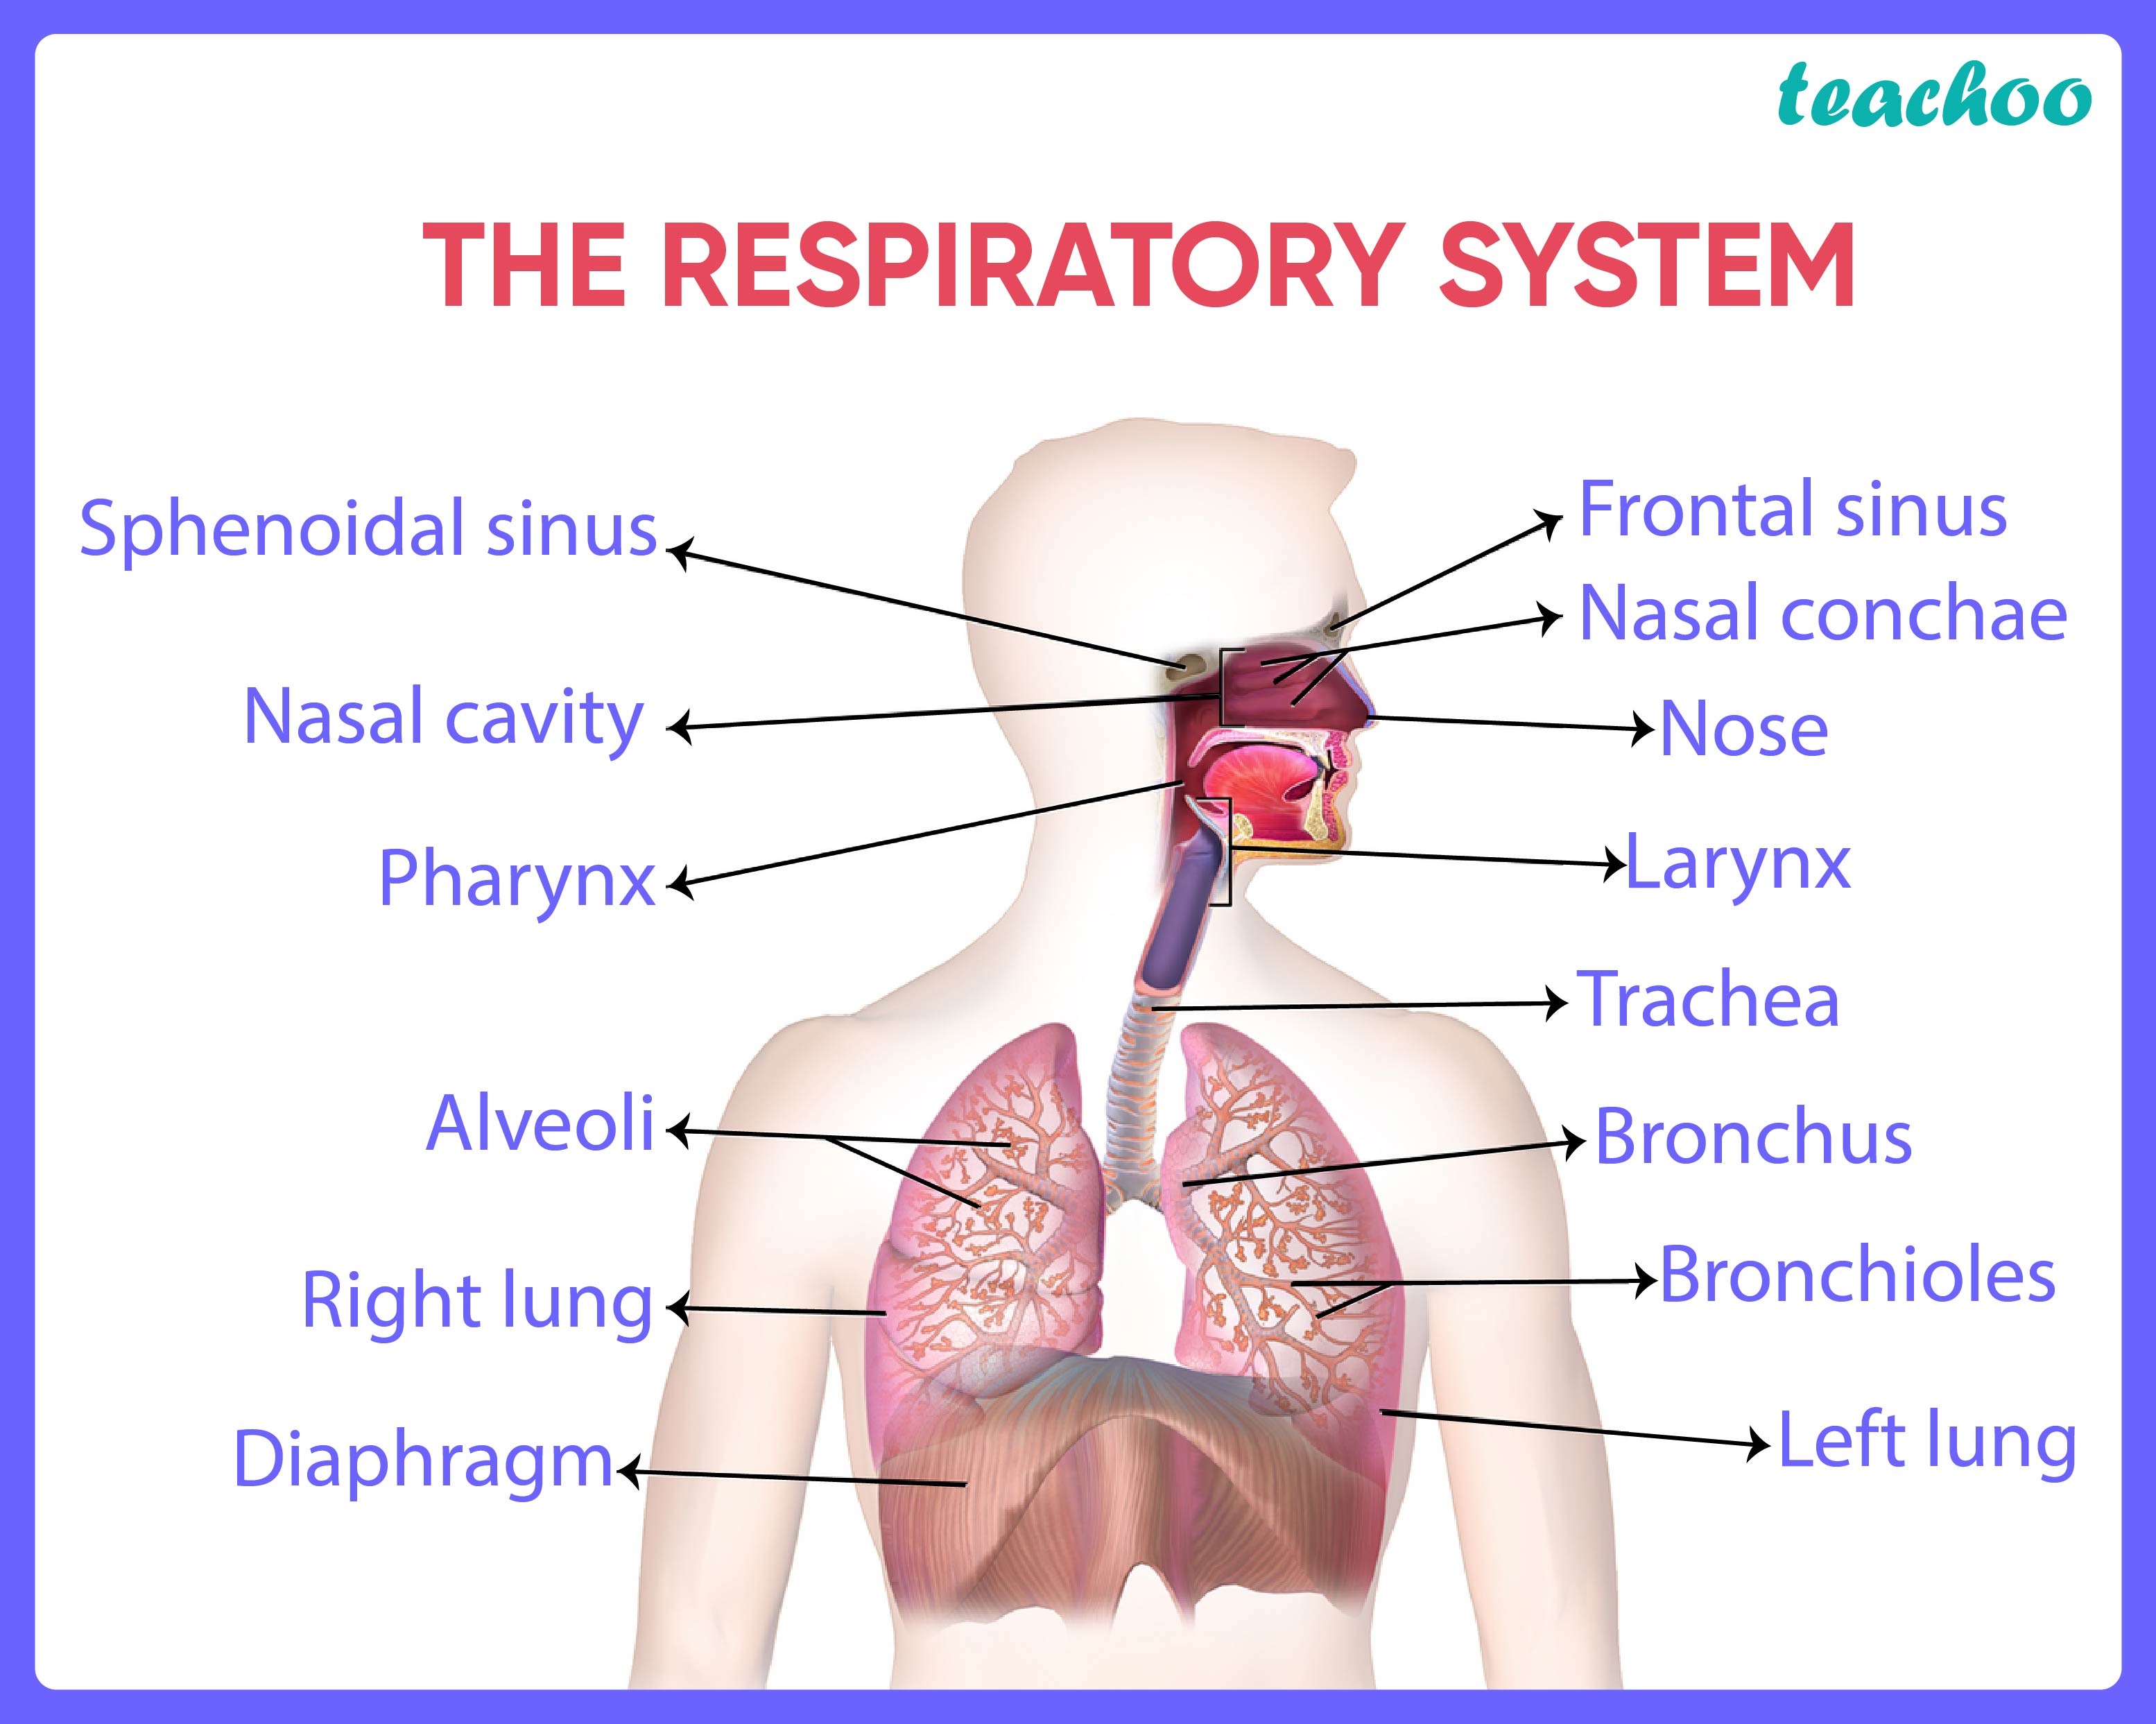 teachoo
THE RESPIRATORY SYSTEM
Sphenoidal sinus
Nasal cavity
Pharynx
Alveoli
Right lung
Diaphragm
Frontal sinus
Nasal conchae
Nose
Larynx
Trachea
Bronchus
Bronchioles
Left lung